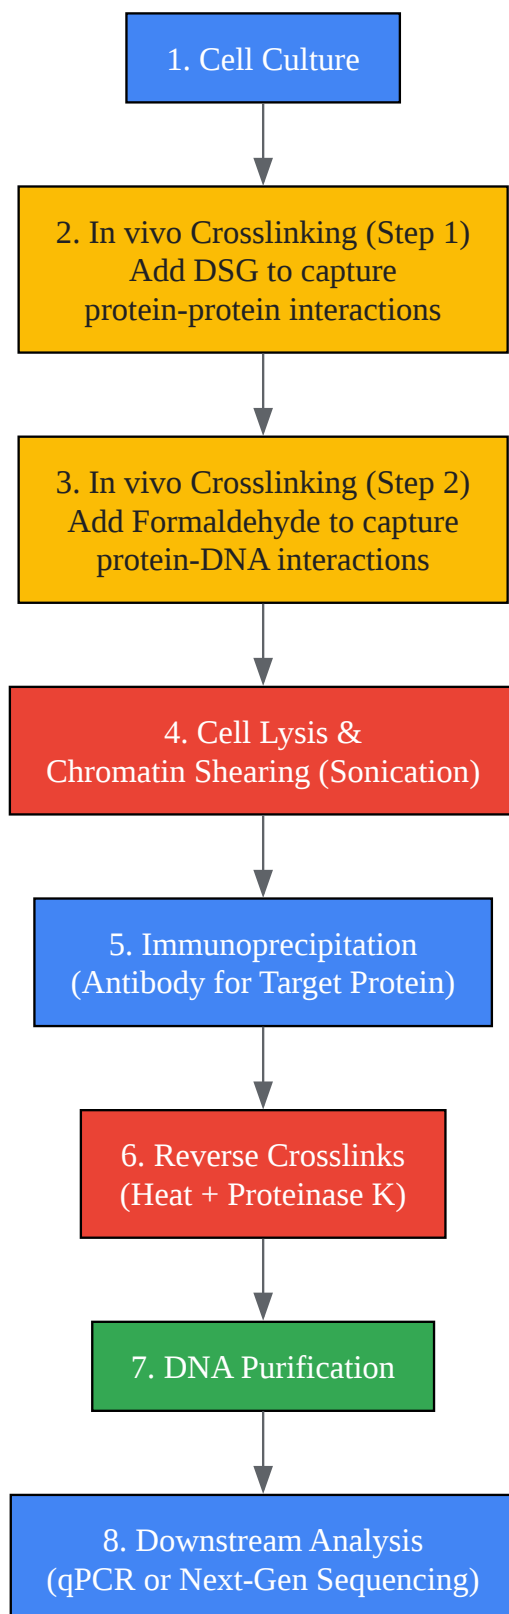 1. Cell Culture
2. In vivo Crosslinking (Step 1)
Add DSG to capture
protein-protein interactions
3. In vivo Crosslinking (Step 2)
Add Formaldehyde to capture
protein-DNA interactions
4. Cell Lysis &
Chromatin Shearing (Sonication)
5. Immunoprecipitation
(Antibody for Target Protein)
6. Reverse Crosslinks
(Heat + Proteinase K)
7. DNA Purification
8. Downstream Analysis
(qPCR or Next-Gen Sequencing)